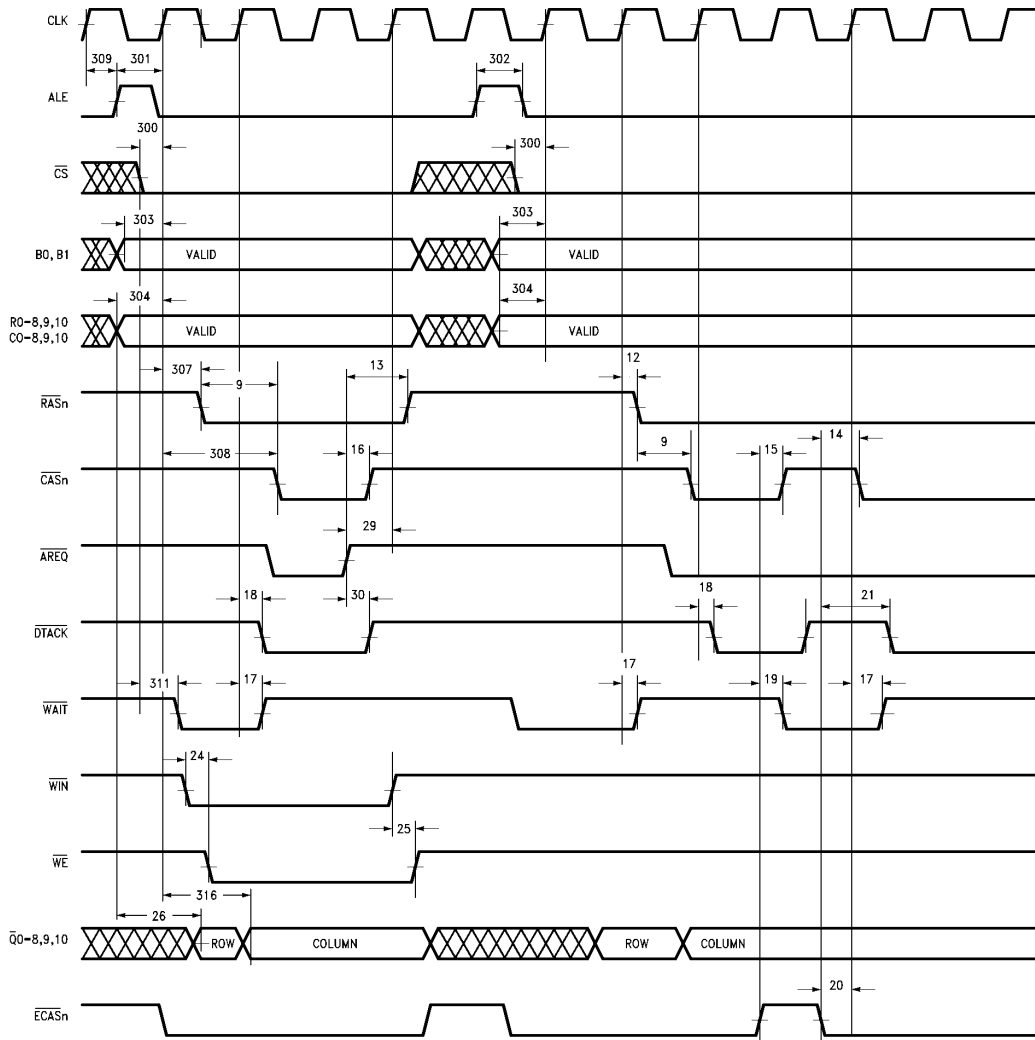 CLK
309 301 302
ALE
300 300
CS
303 303
B0, B1 VALID VALID
304 304
R0-8,9,10 VALID VALID
C0-8,9,10
307 9 13 12
RASn
308 16 9 15 14
CASn
29
AREQ
18 30 18 21
DTACK
311 17 17 19 17
WAIT
24
WIN
25
WE
316
26
Q0-8,9,10 ROW COLUMN ROW COLUMN
20
ECASn